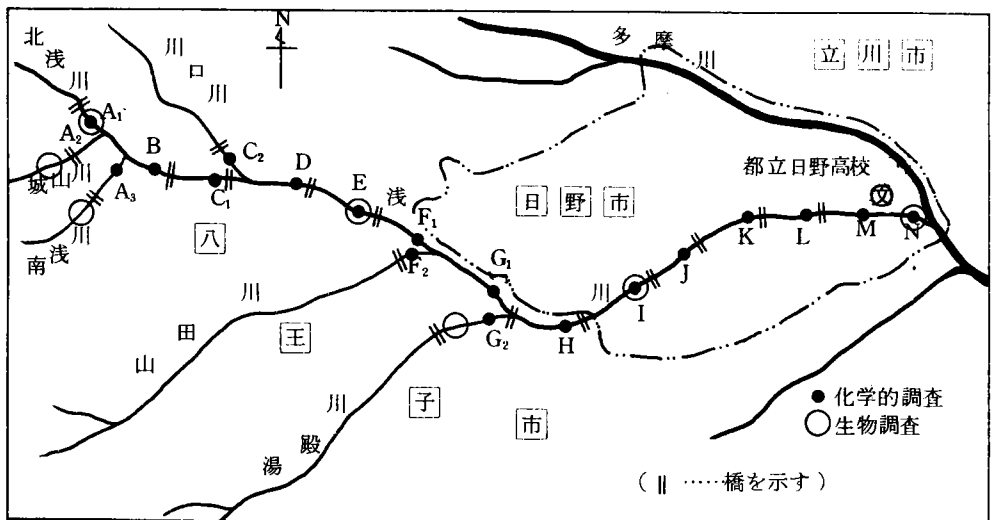 N
北浅川
川口川
多摩川
立川市
A₁
A₂
城山川
A₃
南浅川
B
C₁
C₂
D
E
浅川
F₁
F₂
G₁
G₂
H
I
J
K
L
M
N
都立日野高校
文
日野市
八王子市
山田川
湯殿川
● 化学的調査
○ 生物調査
( ‖ ……橋を示す )